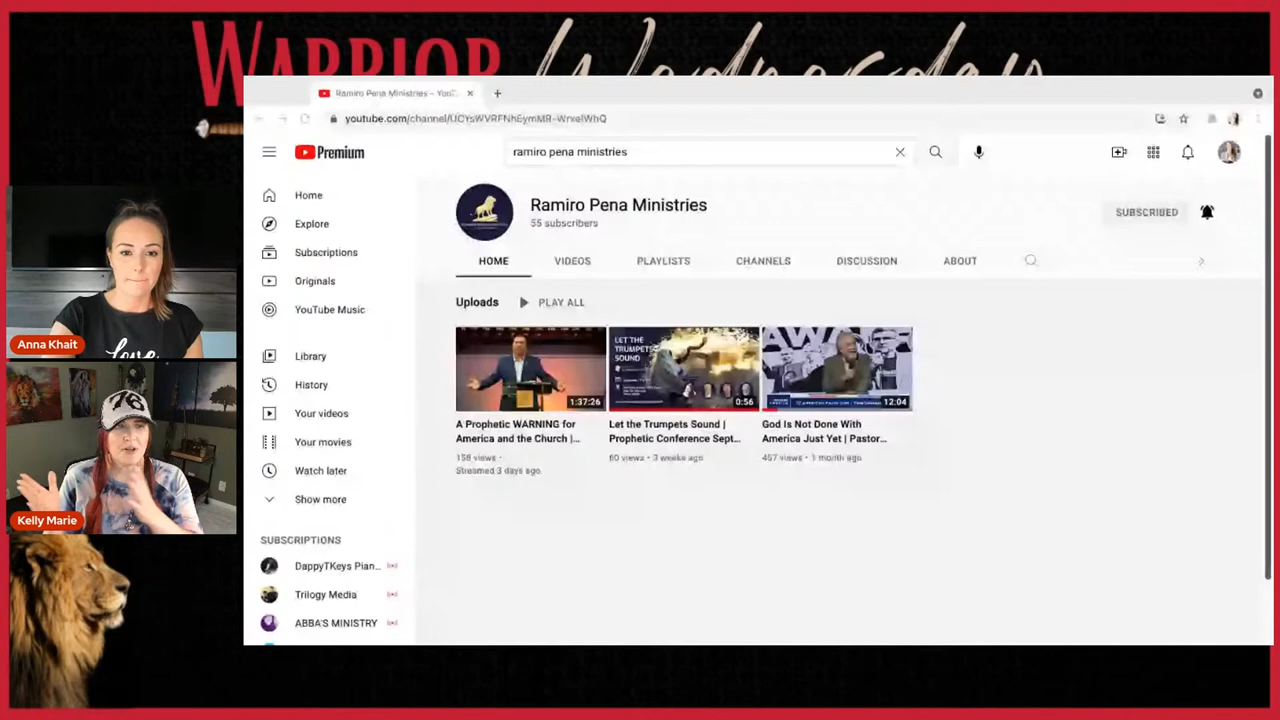 WARRIOR Wednesdays
Ramiro Pena Ministries - YouT
youtube.com/channel/
Premium
ramiro pena ministries
Home
Explore
Subscriptions
Originals
YouTube Music
Library
History
Your videos
Your movies
Watch later
Show more
SUBSCRIPTIONS
DappyTKeys Pian...
Trilogy Media
ABBA'S MINISTRY
Ramiro Pena Ministries
55 subscribers
SUBSCRIBED
HOME
VIDEOS
PLAYLISTS
CHANNELS
DISCUSSION
ABOUT
Uploads
PLAY ALL
LET THE
TRUMPETS
SOUND
1:37:26
0:56
12:04
A Prophetic WARNING for
America and the Church |...
158 views •
Streamed 3 days ago
Let the Trumpets Sound |
Prophetic Conference Sept...
60 views • 3 weeks ago
God Is Not Done With
America Just Yet | Pastor...
457 views • 1 month ago
love
Anna Khait
76
Kelly Marie